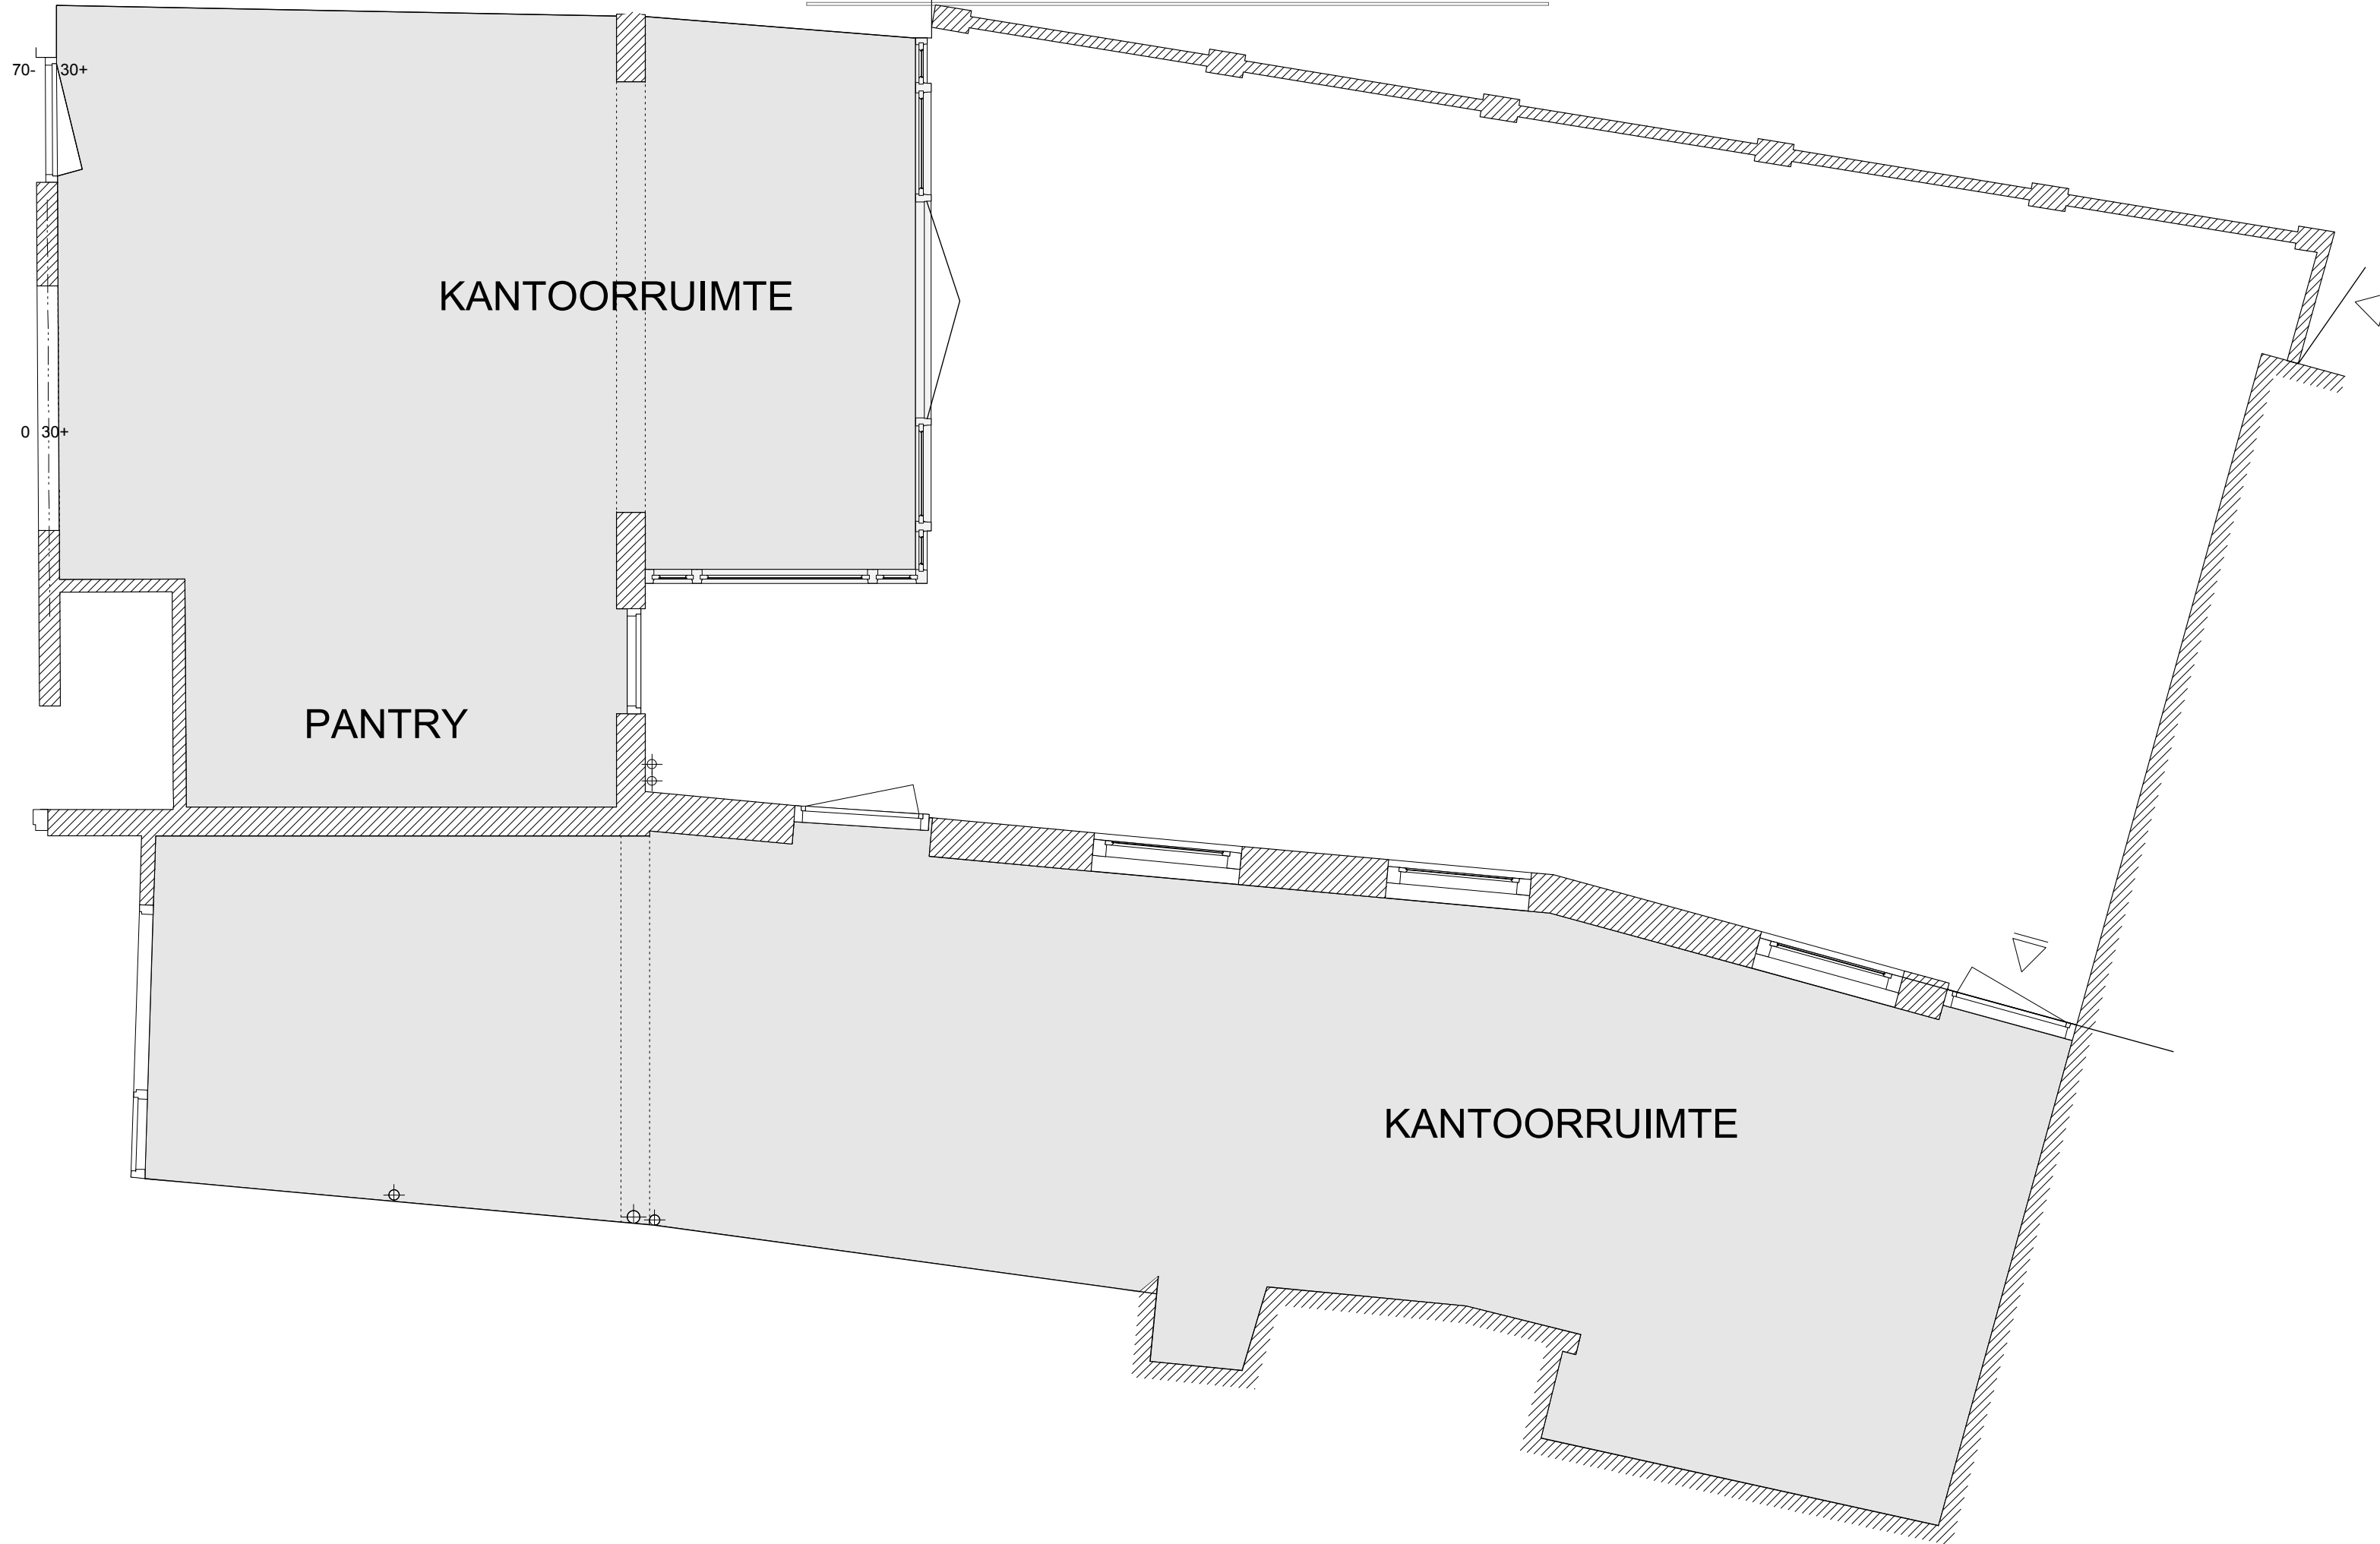 70- 30+
KANTOORRUIMTE
0 30+
PANTRY
KANTOORRUIMTE